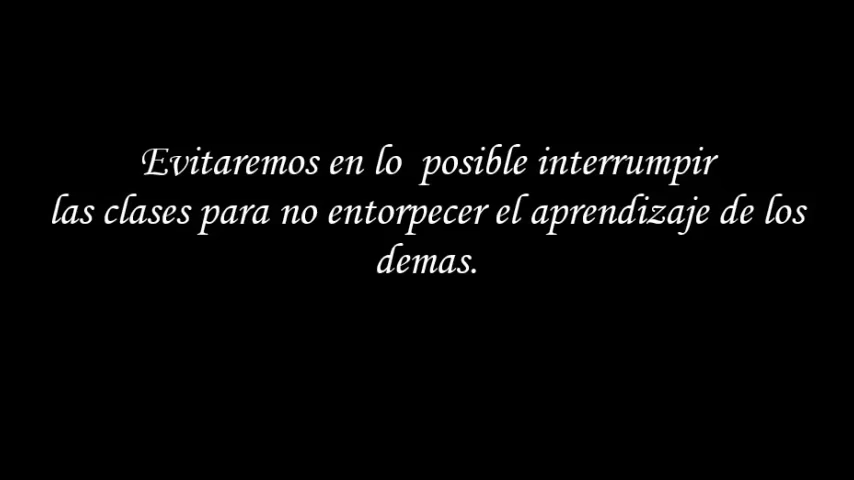 Evitaremos en lo  posible interrumpir
las clases para no entorpecer el aprendizaje de los
demas.